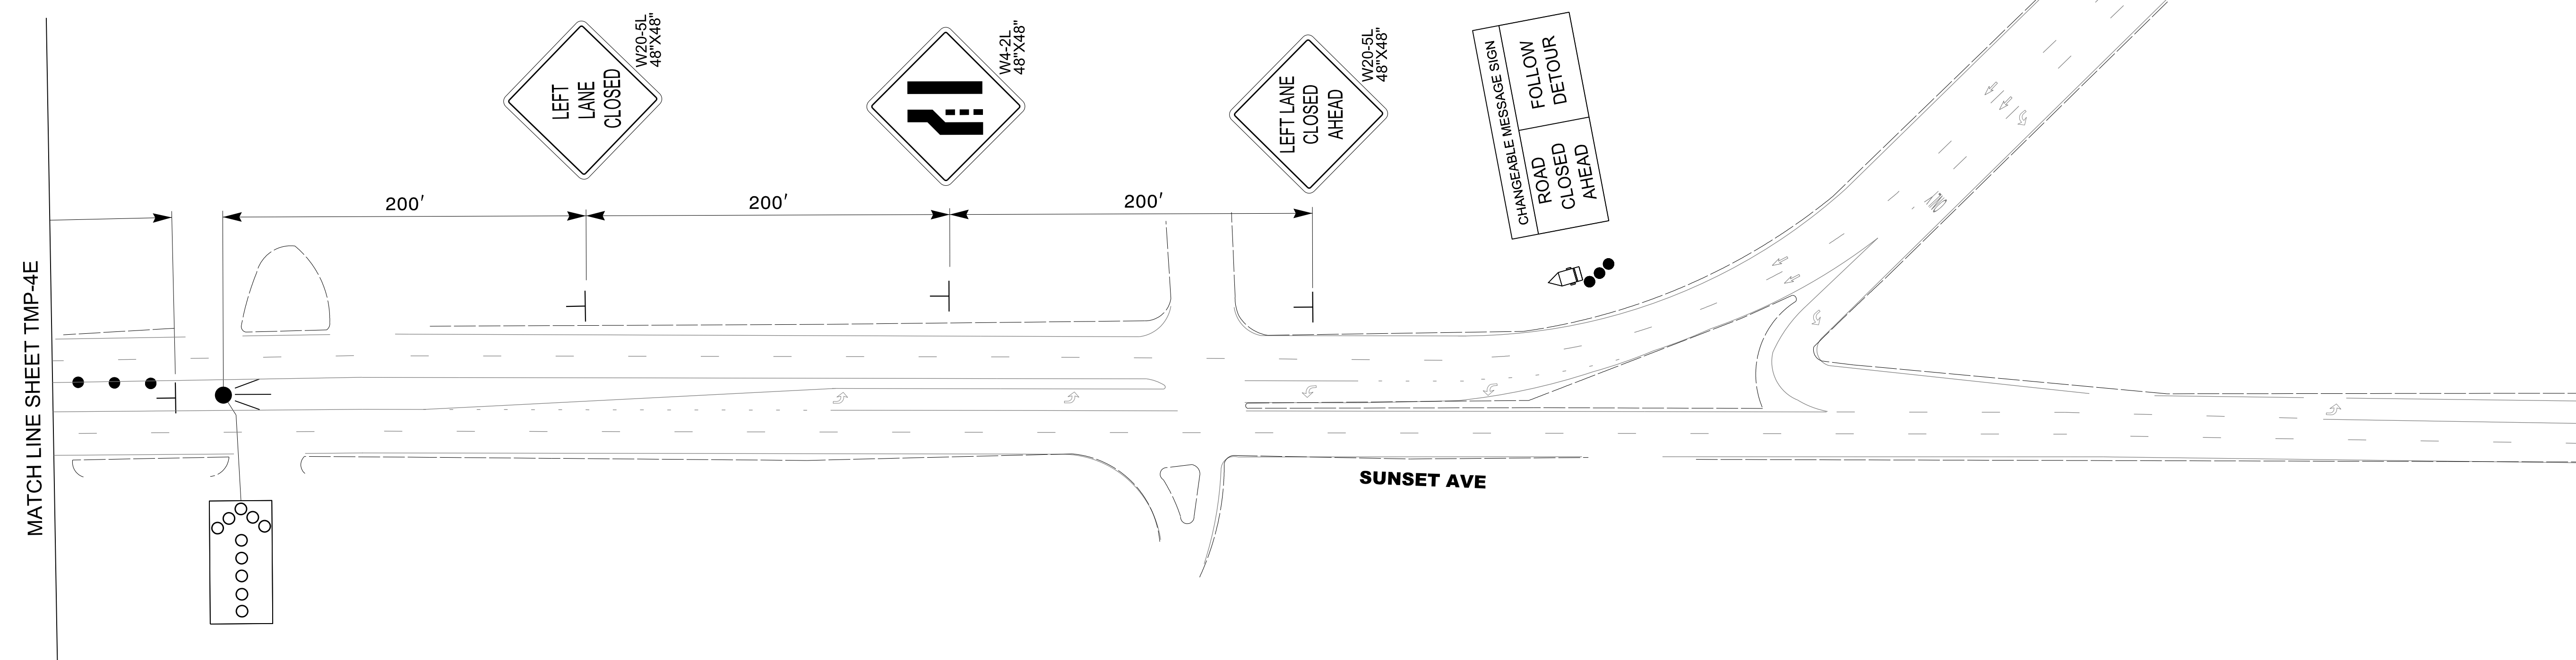 MATCH LINE SHEET TMP-4E
200'
200'
200'
LEFT
LANE
CLOSED
W20-5L
48"X48"
W4-2L
48"X48"
LEFT LANE
CLOSED
AHEAD
W20-5L
48"X48"
CHANGEABLE MESSAGE SIGN
ROAD
CLOSED
AHEAD
FOLLOW
DETOUR
ONLY
SUNSET AVE